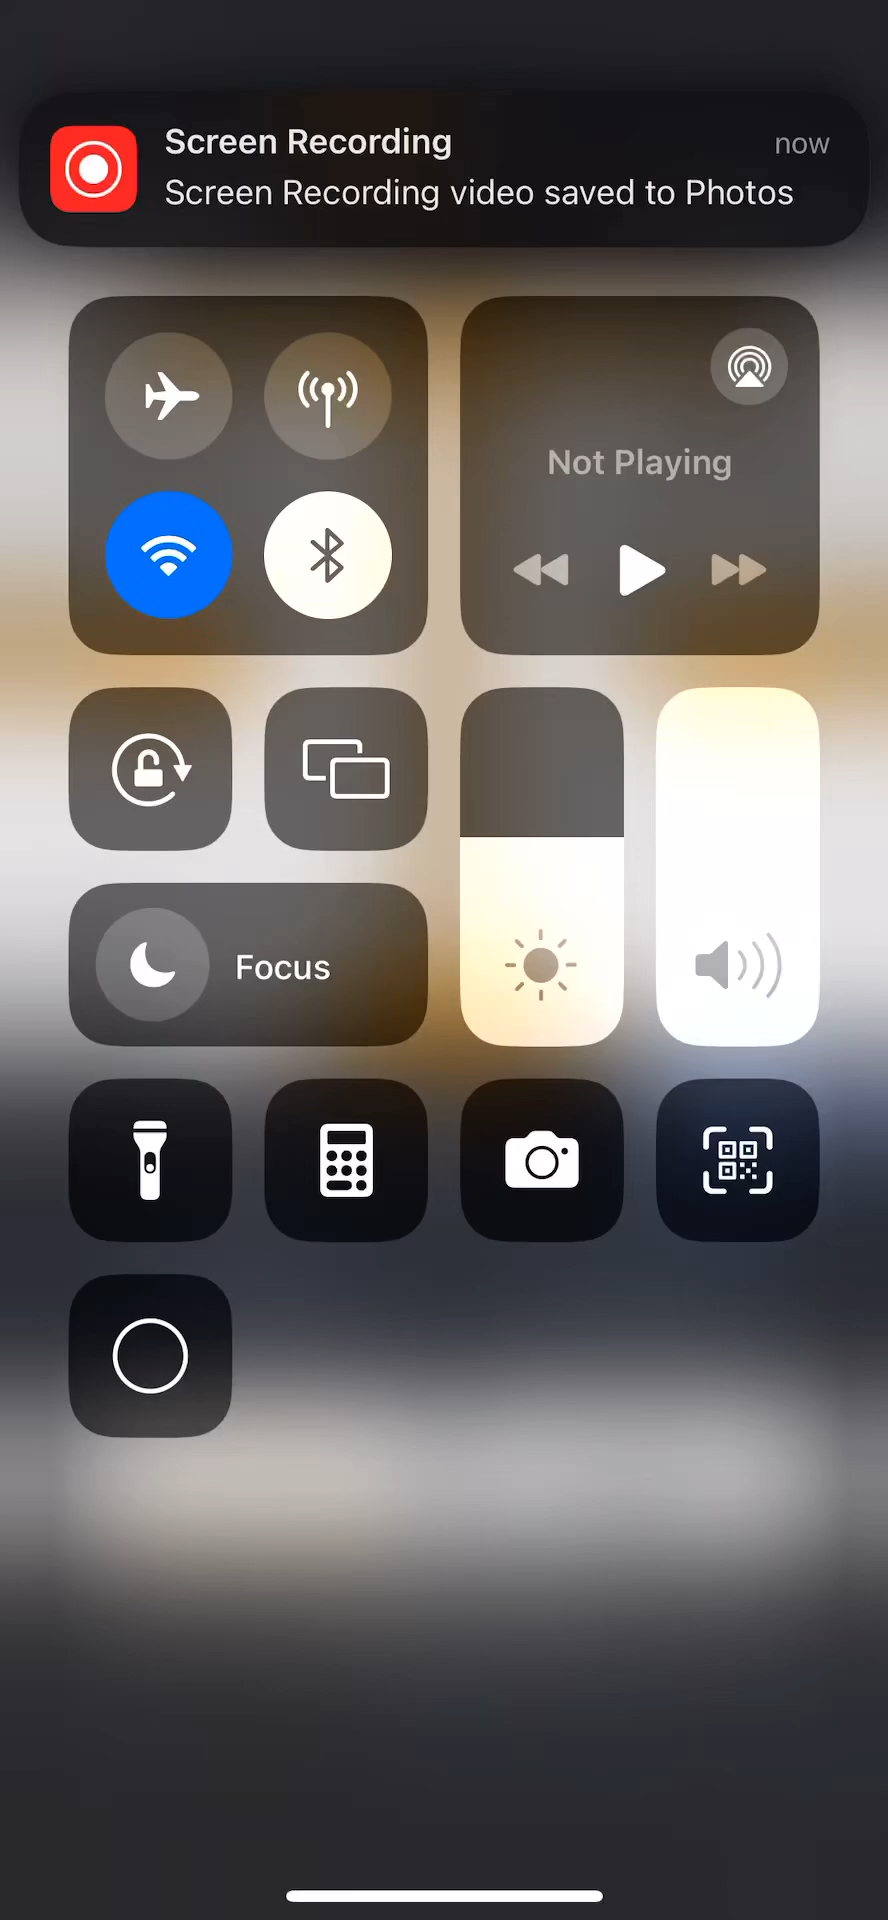 Screen Recording
now
Screen Recording video saved to Photos
Not Playing
Focus